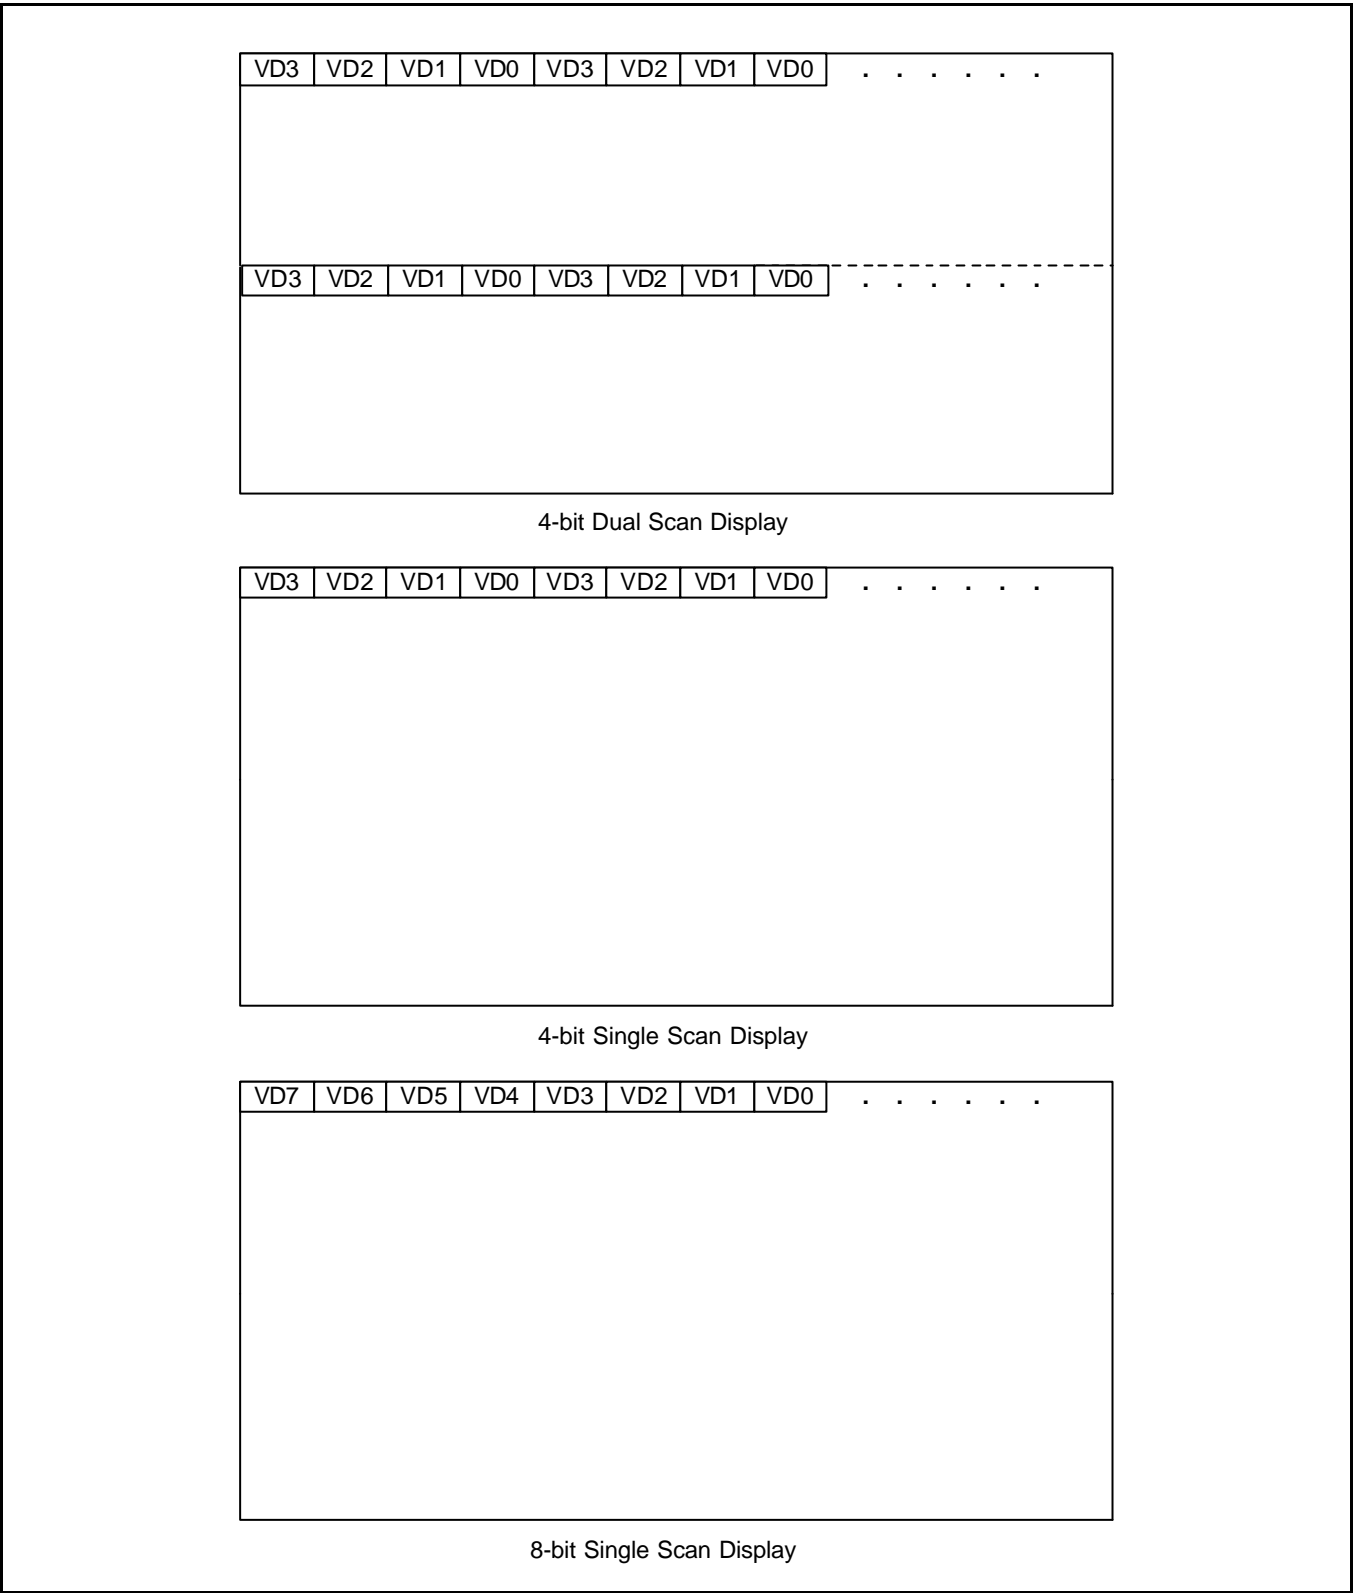 VD3 VD2 VD1 VD0 VD3 VD2 VD1 VD0 . . . . . .
VD3 VD2 VD1 VD0 VD3 VD2 VD1 VD0 . . . . . .
4-bit Dual Scan Display
VD3 VD2 VD1 VD0 VD3 VD2 VD1 VD0 . . . . . .
4-bit Single Scan Display
VD7 VD6 VD5 VD4 VD3 VD2 VD1 VD0 . . . . . .
8-bit Single Scan Display